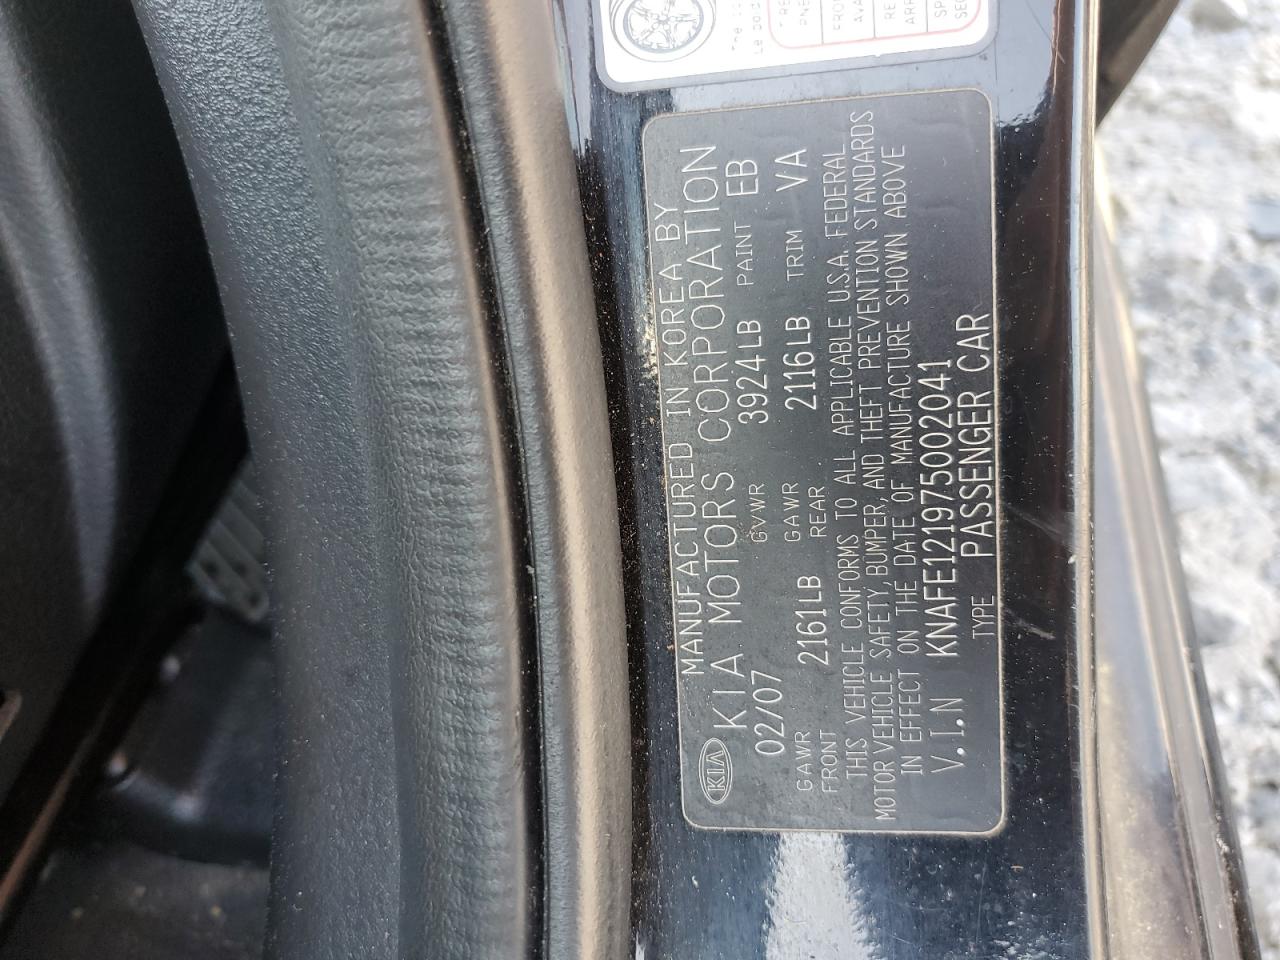 KIA MANUFACTURED IN KOREA BY
KIA MOTORS CORPORATION
02/07 GVWR 3924LB PAINT EB
GAWR FRONT 2161LB GAWR REAR 2116LB TRIM VA
THIS VEHICLE CONFORMS TO ALL APPLICABLE U.S.A. FEDERAL
MOTOR VEHICLE SAFETY, BUMPER, AND THEFT PREVENTION STANDARDS
IN EFFECT ON THE DATE OF MANUFACTURE SHOWN ABOVE
V.I.N KNAFE121975002041
TYPE PASSENGER CAR